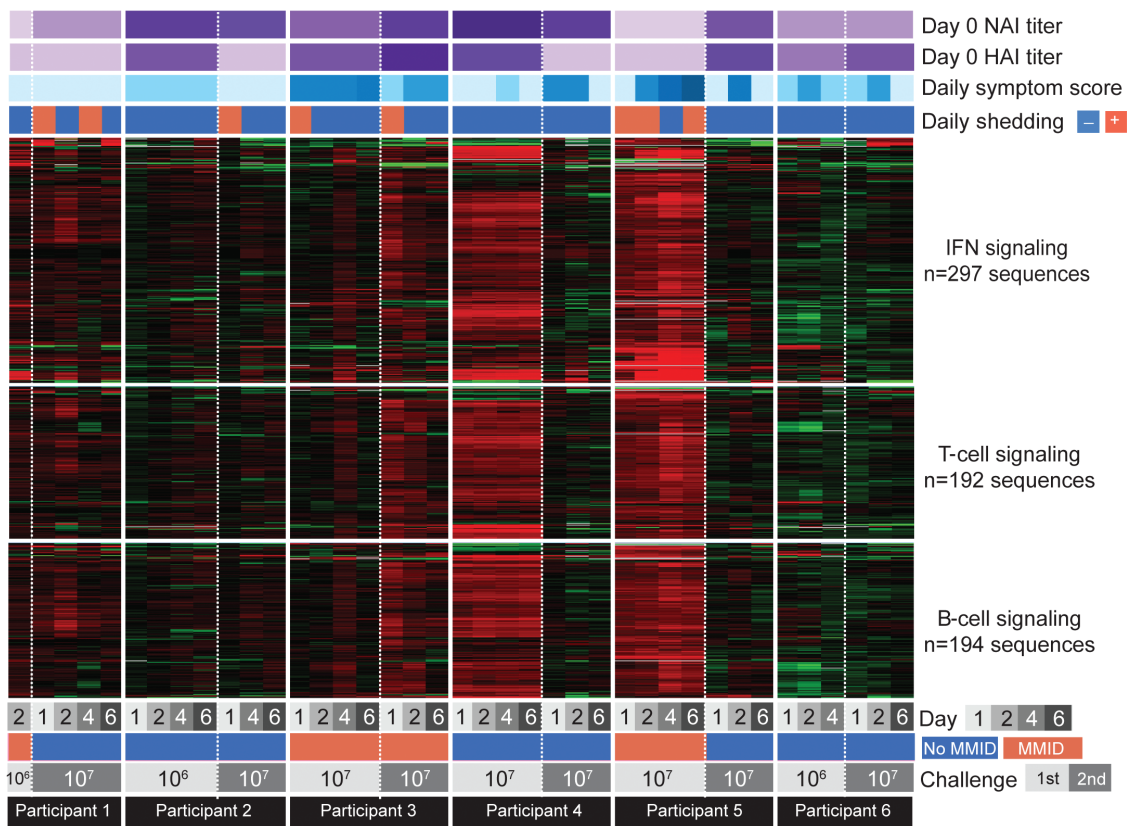 Day 0 NAI titer
Day 0 HAI titer
Daily symptom score
Daily shedding − +
IFN signaling
n=297 sequences
T-cell signaling
n=192 sequences
B-cell signaling
n=194 sequences
2 1 2 4 6 1 2 4 6 1 4 6 1 2 4 6 1 2 6 1 2 4 6 1 2 6 1 2 4 6 1 2 6 1 2 4 1 2 6 Day 1 2 4 6
No MMID MMID
10⁶ 10⁷ 10⁶ 10⁷ 10⁷ 10⁷ 10⁷ 10⁷ 10⁷ 10⁷ 10⁶ 10⁷ Challenge 1st 2nd
Participant 1 Participant 2 Participant 3 Participant 4 Participant 5 Participant 6